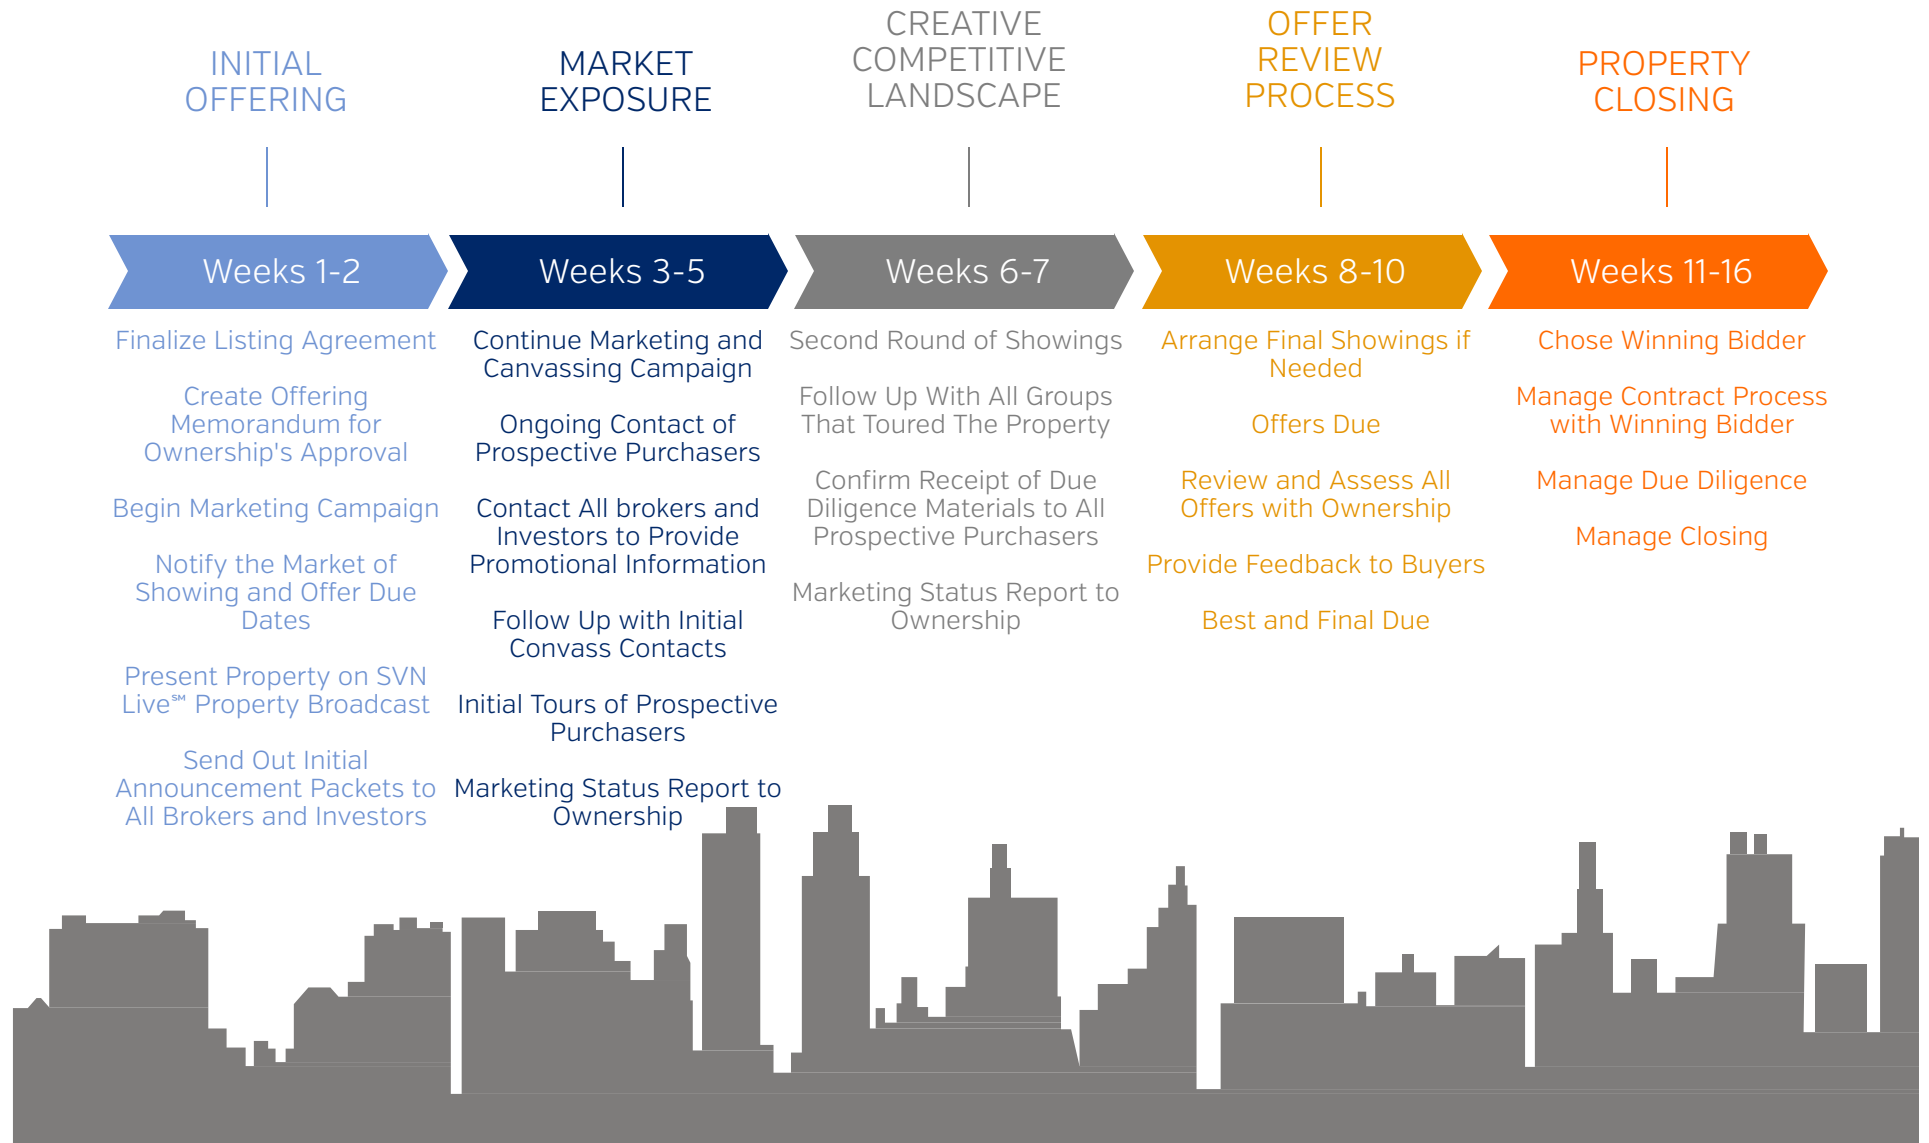 INITIAL
OFFERING
MARKET
EXPOSURE
CREATIVE
COMPETITIVE
LANDSCAPE
OFFER
REVIEW
PROCESS
PROPERTY
CLOSING
Weeks 1-2
Weeks 3-5
Weeks 6-7
Weeks 8-10
Weeks 11-16
Finalize Listing Agreement
Create Offering
Memorandum for
Ownership's Approval
Begin Marketing Campaign
Notify the Market of
Showing and Offer Due
Dates
Present Property on SVN
Live℠ Property Broadcast
Send Out Initial
Announcement Packets to
All Brokers and Investors
Continue Marketing and
Canvassing Campaign
Ongoing Contact of
Prospective Purchasers
Contact All brokers and
Investors to Provide
Promotional Information
Follow Up with Initial
Convass Contacts
Initial Tours of Prospective
Purchasers
Marketing Status Report to
Ownership
Second Round of Showings
Follow Up With All Groups
That Toured The Property
Confirm Receipt of Due
Diligence Materials to All
Prospective Purchasers
Marketing Status Report to
Ownership
Arrange Final Showings if
Needed
Offers Due
Review and Assess All
Offers with Ownership
Provide Feedback to Buyers
Best and Final Due
Chose Winning Bidder
Manage Contract Process
with Winning Bidder
Manage Due Diligence
Manage Closing